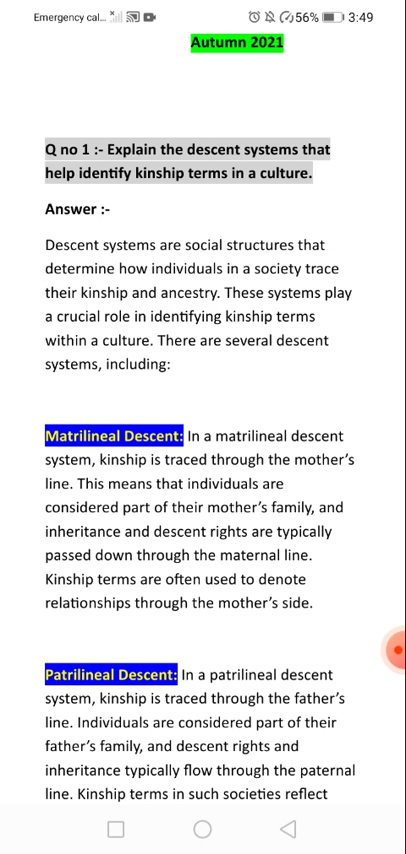 Emergency cal... 56% 3:49
Autumn 2021
Q no 1 :- Explain the descent systems that
help identify kinship terms in a culture.
Answer :-
Descent systems are social structures that
determine how individuals in a society trace
their kinship and ancestry. These systems play
a crucial role in identifying kinship terms
within a culture. There are several descent
systems, including:
Matrilineal Descent: In a matrilineal descent
system, kinship is traced through the mother’s
line. This means that individuals are
considered part of their mother’s family, and
inheritance and descent rights are typically
passed down through the maternal line.
Kinship terms are often used to denote
relationships through the mother’s side.
Patrilineal Descent: In a patrilineal descent
system, kinship is traced through the father’s
line. Individuals are considered part of their
father’s family, and descent rights and
inheritance typically flow through the paternal
line. Kinship terms in such societies reflect